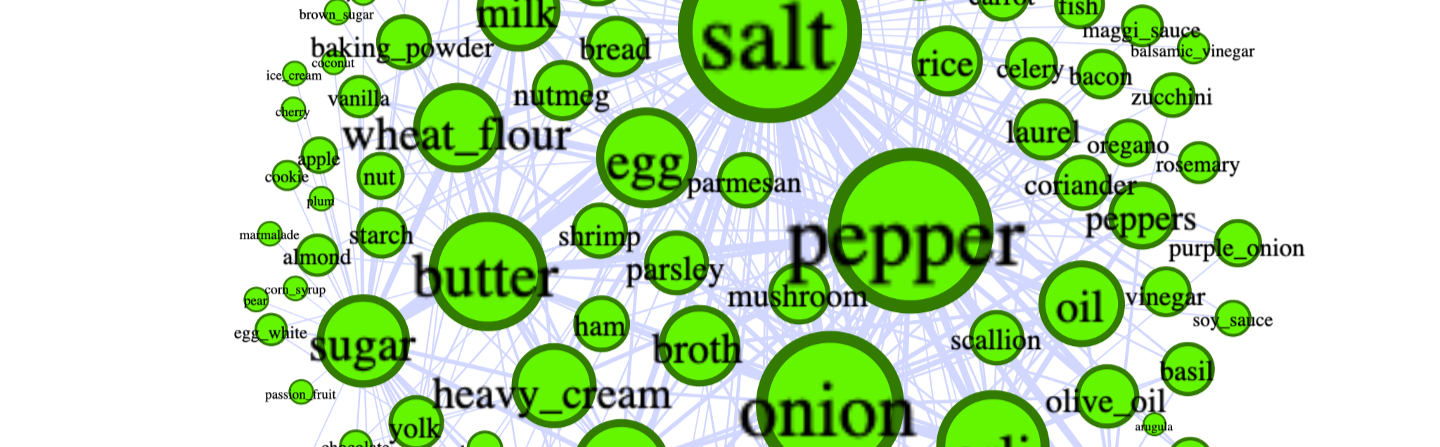 brown_sugar
milk
salt
carrot
fish
baking_powder
bread
maggi_sauce
balsamic_vinegar
coconut
ice_cream
rice
celery
bacon
vanilla
nutmeg
zucchini
cherry
wheat_flour
laurel
oregano
apple
egg
parmesan
rosemary
cookie
nut
coriander
plum
peppers
marmalade
starch
shrimp
pepper
purple_onion
almond
butter
parsley
corn_syrup
pear
mushroom
oil
vinegar
egg_white
sugar
ham
broth
scallion
soy_sauce
basil
passion_fruit
heavy_cream
onion
olive_oil
yolk
arugula
chocolate